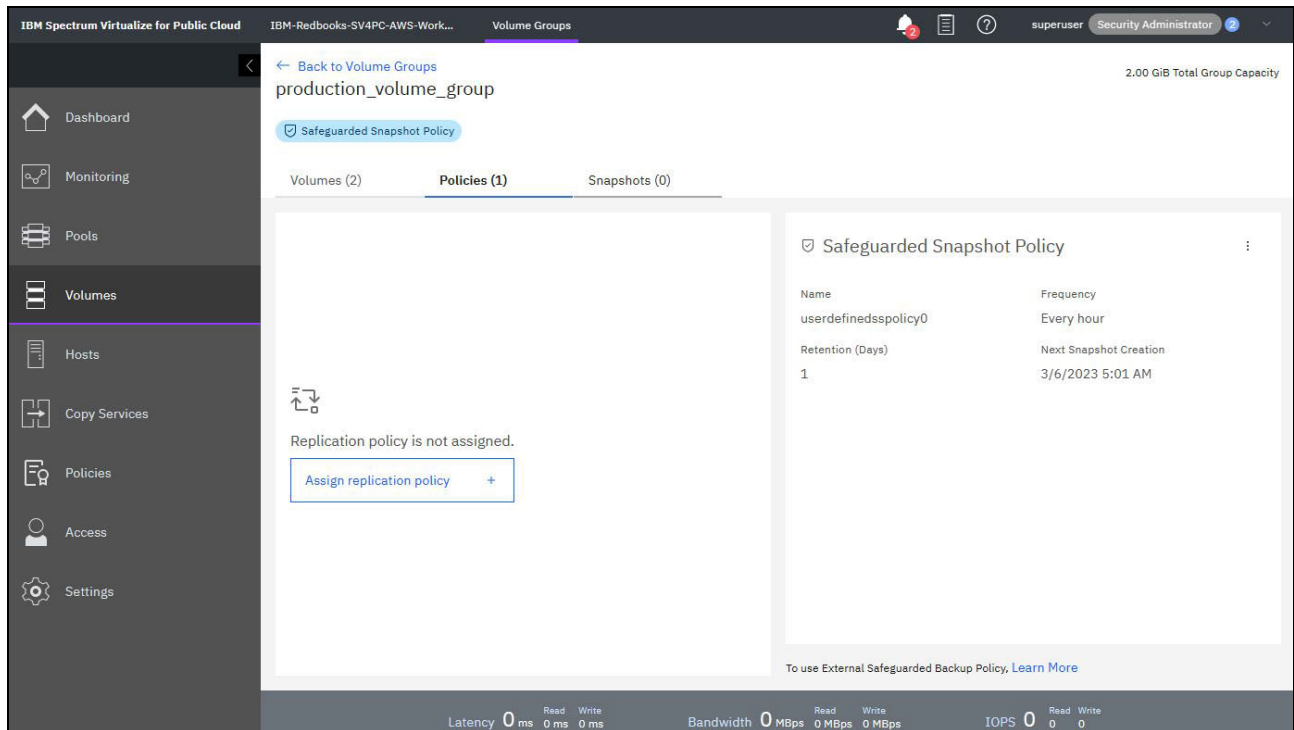 IBM Spectrum Virtualize for Public Cloud
IBM-Redbooks-SV4PC-AWS-Work...
Volume Groups
2
superuser
Security Administrator
2
Back to Volume Groups
production_volume_group
2.00 GiB Total Group Capacity
Safeguarded Snapshot Policy
Dashboard
Monitoring
Pools
Volumes
Hosts
Copy Services
Policies
Access
Settings
Volumes (2)
Policies (1)
Snapshots (0)
Replication policy is not assigned.
Assign replication policy +
Safeguarded Snapshot Policy
Name
userdefinedsspolicy0
Frequency
Every hour
Retention (Days)
1
Next Snapshot Creation
3/6/2023 5:01 AM
To use External Safeguarded Backup Policy, Learn More
Latency 0 ms
Read
0 ms
Write
0 ms
Bandwidth 0 MBps
Read
0 MBps
Write
0 MBps
IOPS 0
Read
0
Write
0